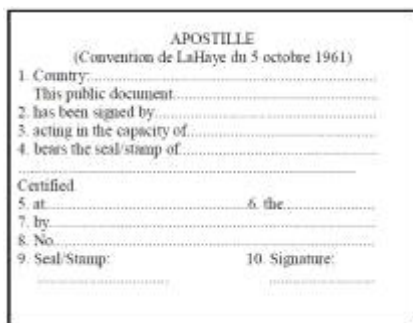 APOSTILLE
(Convention de LaHaye du 5 octobre 1961)
1. Country:
This public document
2. has been signed by
3. acting in the capacity of
4. bears the seal/stamp of
Certified
5. at 6. the
7. by
8. No.
9. Seal/Stamp: 10. Signature: